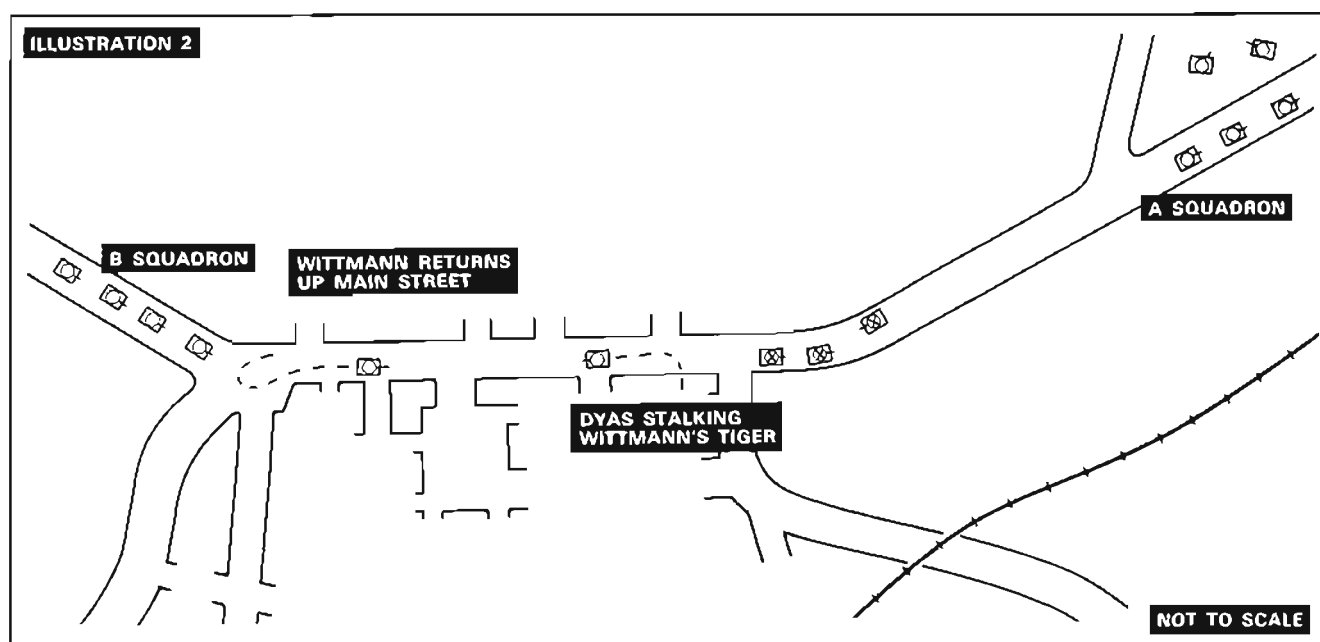 ILLUSTRATION 2
A SQUADRON
B SQUADRON
WITTMANN RETURNS
UP MAIN STREET
DYAS STALKING
WITTMANN'S TIGER
NOT TO SCALE